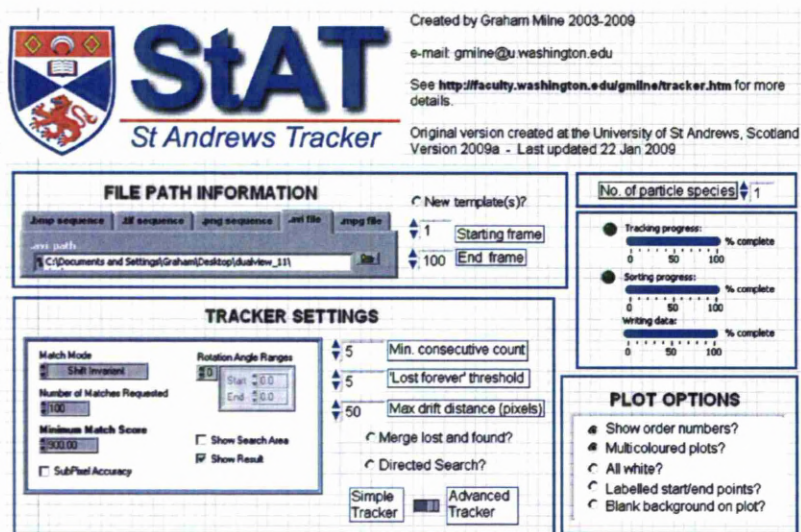 StAT
St Andrews Tracker
Created by Graham Milne 2003-2009
e-mail: gmilne@u.washington.edu
See http://faculty.washington.edu/gmilne/tracker.htm for more
details.
Original version created at the University of St Andrews, Scotland
Version 2009a - Last updated 22 Jan 2009
FILE PATH INFORMATION
.bmp sequence .tif sequence .png sequence .avi file .mpg file
.avi path
C:\Documents and Settings\Graham\Desktop\dualview_11\
New template(s)?
1 Starting frame
100 End frame
No. of particle species 1
Tracking progress:
% complete
0 50 100
Sorting progress:
% complete
0 50 100
Writing data:
% complete
0 50 100
TRACKER SETTINGS
Match Mode
Shift Invariant
Number of Matches Requested
100
Minimum Match Score
900.00
SubPixel Accuracy
Rotation Angle Ranges
0
Start 0.0
End 0.0
Show Search Area
Show Result
5 Min. consecutive count
5 'Lost forever' threshold
50 Max drift distance (pixels)
Merge lost and found?
Directed Search?
Simple
Tracker
Advanced
Tracker
PLOT OPTIONS
Show order numbers?
Multicoloured plots?
All white?
Labelled start/end points?
Blank background on plot?